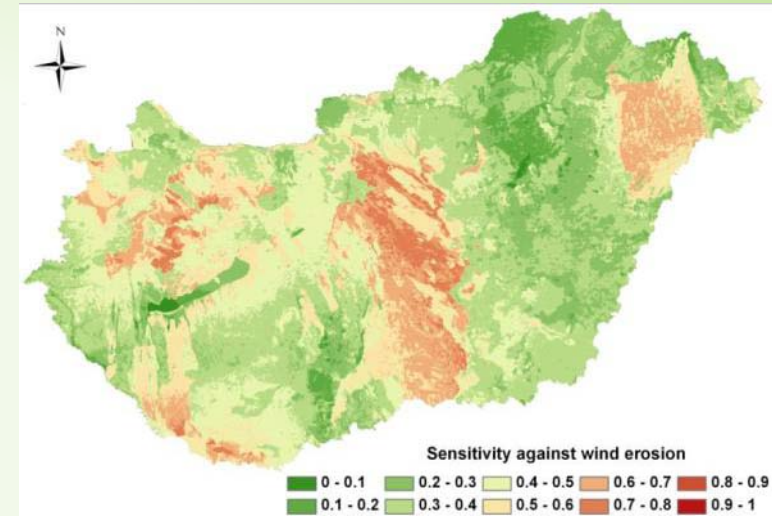 N
Sensitivity against wind erosion
0 - 0.1 0.2 - 0.3 0.4 - 0.5 0.6 - 0.7 0.8 - 0.9
0.1 - 0.2 0.3 - 0.4 0.5 - 0.6 0.7 - 0.8 0.9 - 1